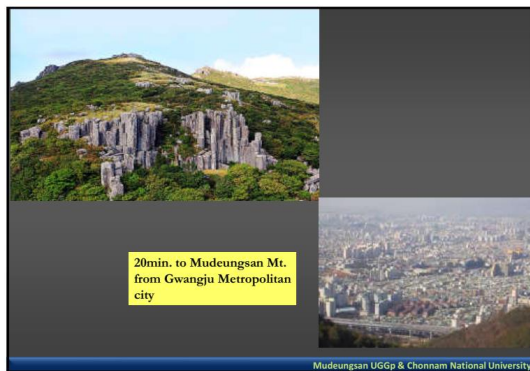 20min. to Mudeungsan Mt.
from Gwangju Metropolitan
city
Mudeungsan UGGp & Chonnam National University